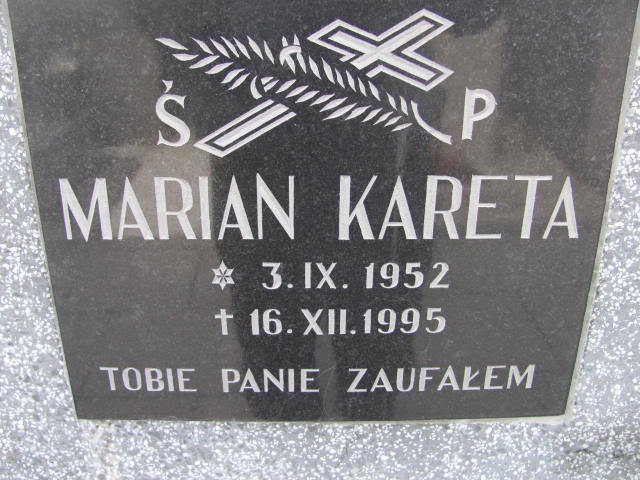 Ś P
MARIAN KARETA
* 3. IX. 1952
† 16. XII. 1995
TOBIE PANIE ZAUFAŁEM